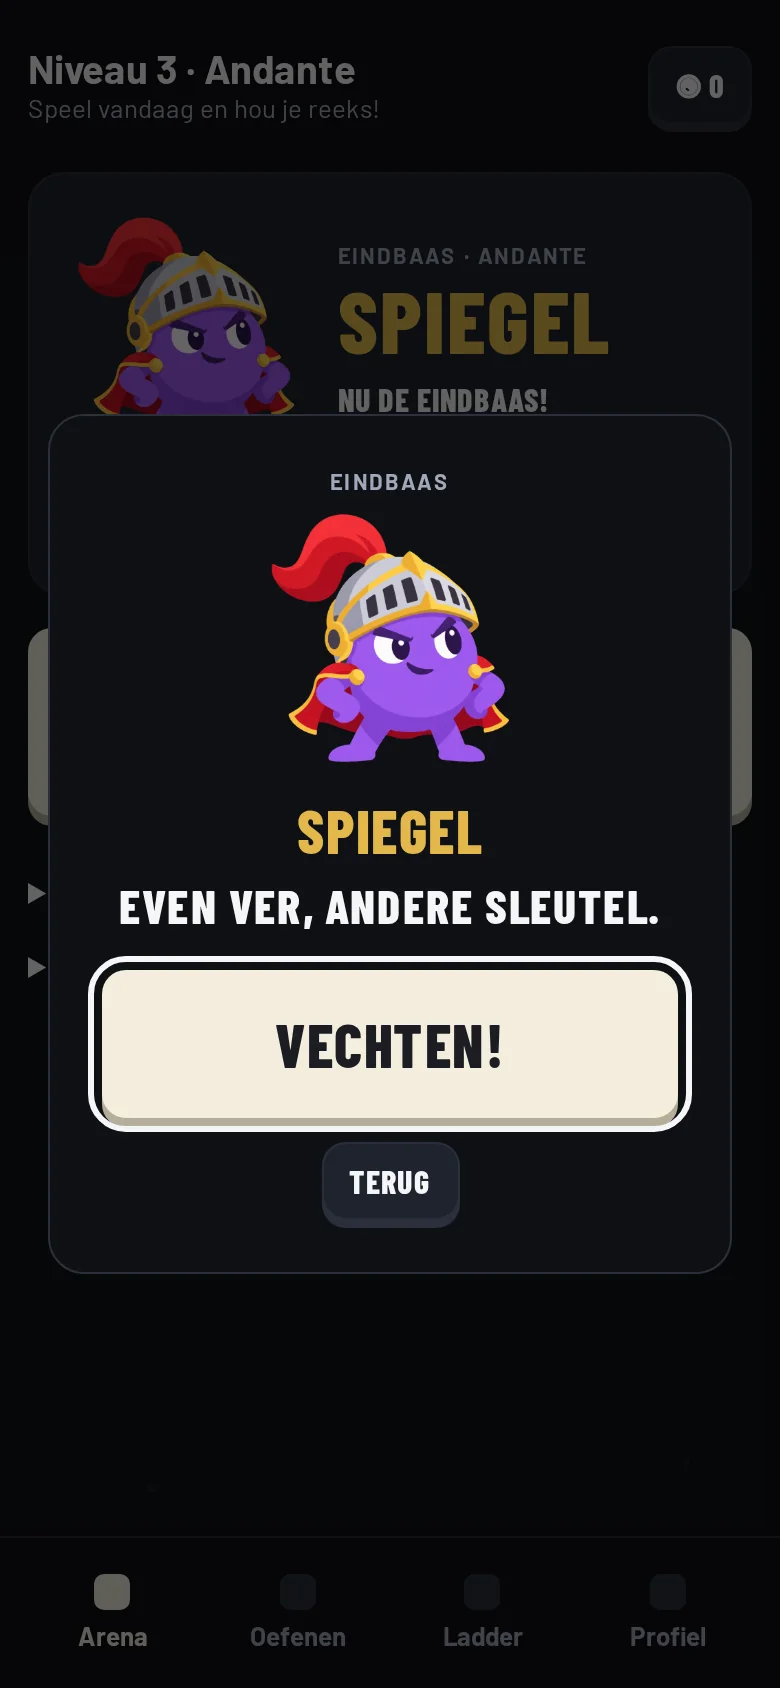 Niveau 3 · Andante
Speel vandaag en hou je reeks!
0
EINDBAAS · ANDANTE
SPIEGEL
NU DE EINDBAAS!
EINDBAAS
SPIEGEL
EVEN VER, ANDERE SLEUTEL.
VECHTEN!
TERUG
Arena
Oefenen
Ladder
Profiel